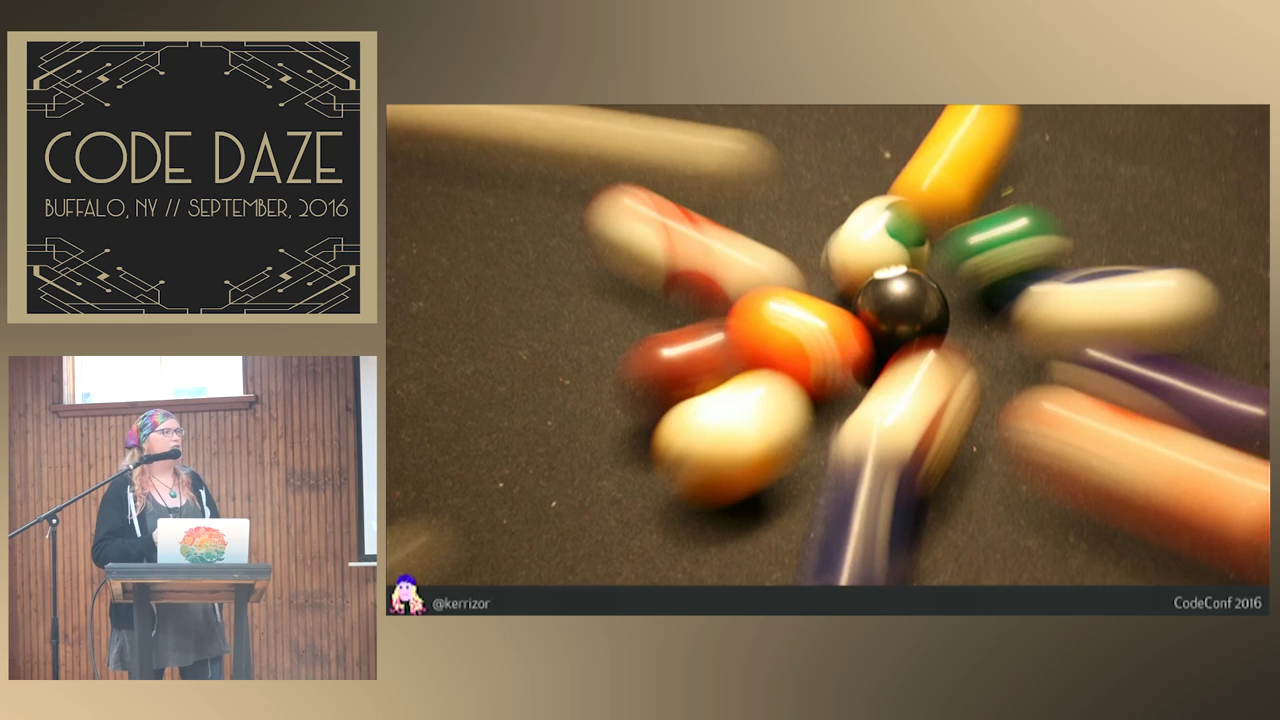 CODE DAZE
BUFFALO, NY // SEPTEMBER, 2016
@kerrizor
CodeConf 2016